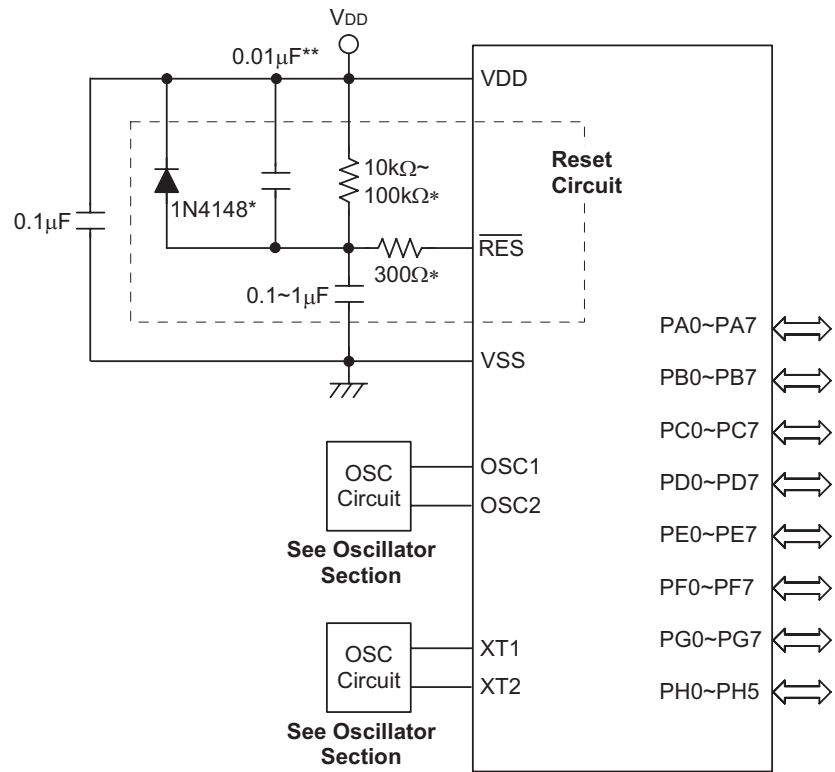 VDD
0.01μF**
VDD
Reset
Circuit
10kΩ~
100kΩ*
1N4148*
0.1μF
RES
300Ω*
0.1~1μF
VSS
PA0~PA7
PB0~PB7
PC0~PC7
PD0~PD7
PE0~PE7
PF0~PF7
PG0~PG7
PH0~PH5
OSC
Circuit
OSC1
OSC2
See Oscillator
Section
OSC
Circuit
XT1
XT2
See Oscillator
Section